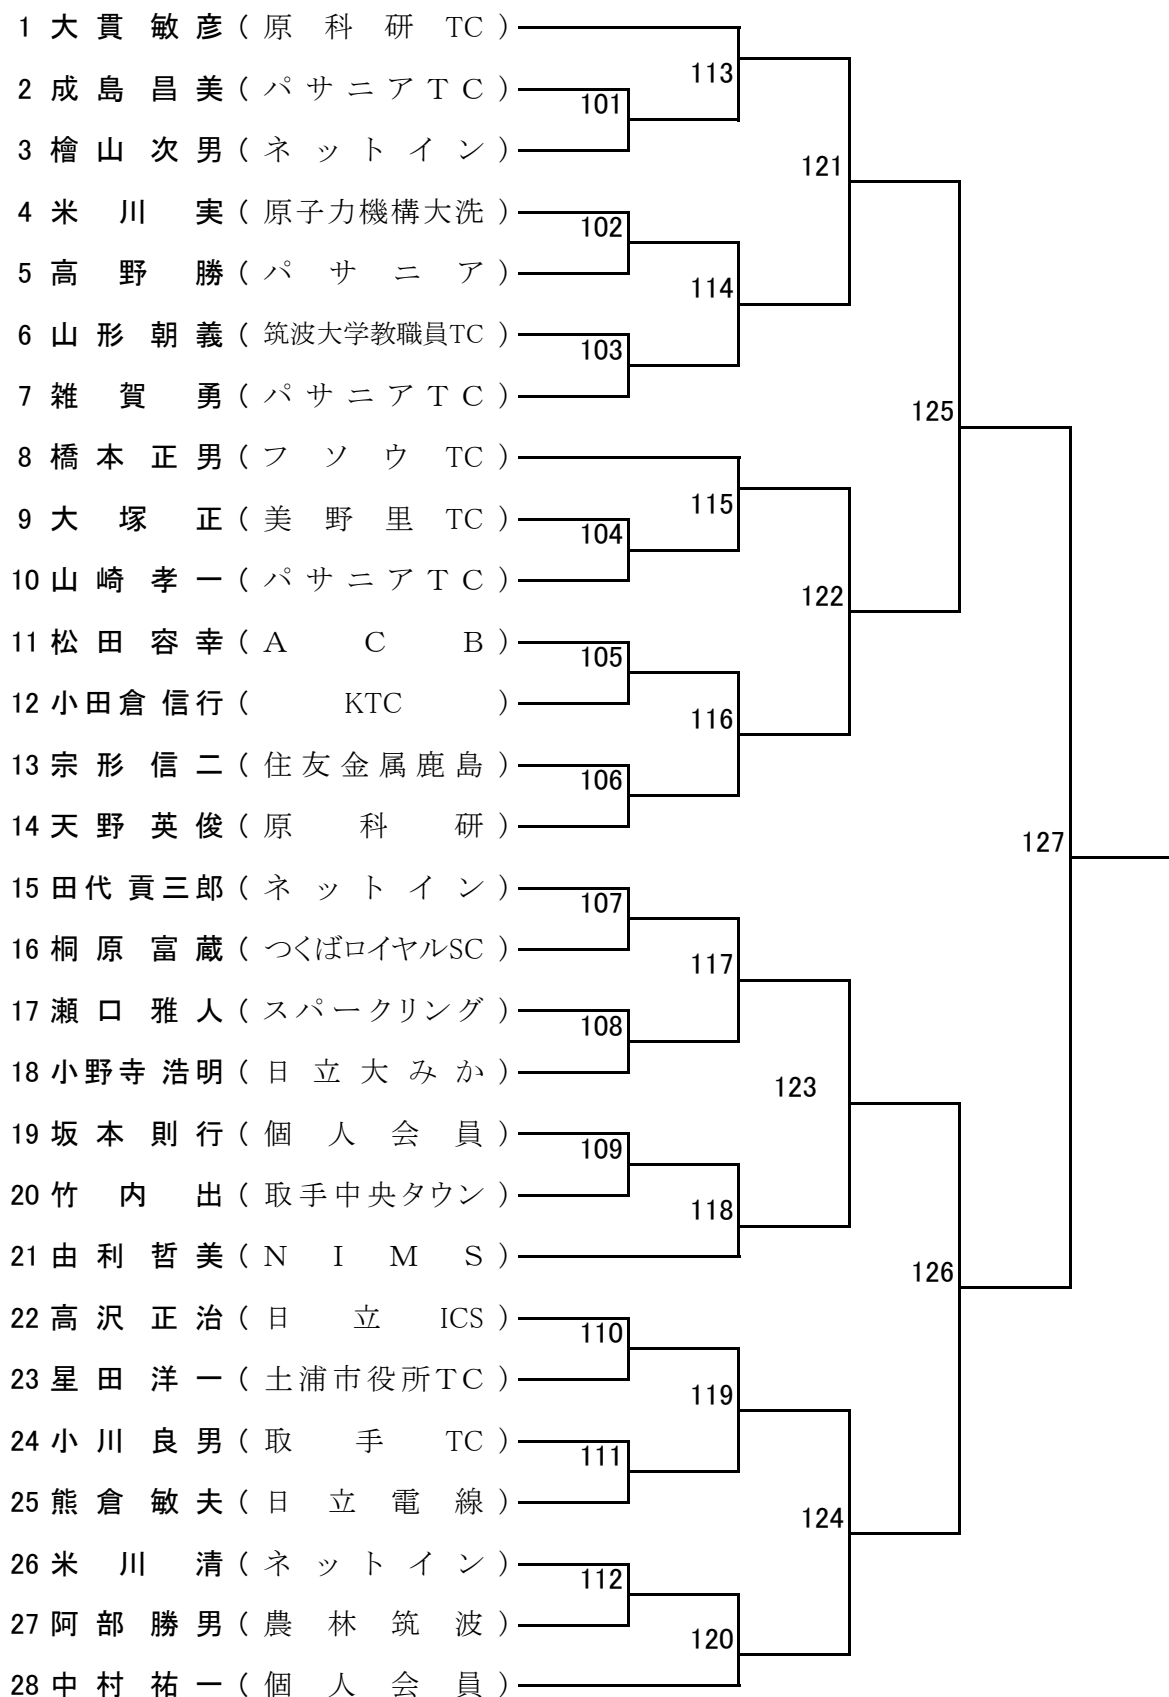 1 大貫 敏彦 ( 原科研TC )
113
2 成島 昌美 ( パサニアTC )
101
3 檜山 次男 ( ネットイン )
121
4 米川 実 ( 原子力機構大洗 )
102
5 高野 勝 ( パサニア )
114
6 山形 朝義 ( 筑波大学教職員TC )
103
7 雑賀 勇 ( パサニアTC )
125
8 橋本 正男 ( フソウTC )
115
9 大塚 正 ( 美野里TC )
104
10 山崎 孝一 ( パサニアTC )
122
11 松田 容幸 ( ACB )
105
12 小田倉 信行 ( KTC )
116
13 宗形 信二 ( 住友金属鹿島 )
106
14 天野 英俊 ( 原科研 )
127
15 田代 貢三郎 ( ネットイン )
107
16 桐原 富蔵 ( つくばロイヤルSC )
117
17 瀬口 雅人 ( スパークリング )
108
18 小野寺 浩明 ( 日立大みか )
123
19 坂本 則行 ( 個人会員 )
109
20 竹内 出 ( 取手中央タウン )
118
21 由利 哲美 ( NIMS )
126
22 高沢 正治 ( 日立ICS )
110
23 星田 洋一 ( 土浦市役所TC )
119
24 小川 良男 ( 取手TC )
111
25 熊倉 敏夫 ( 日立電線 )
124
26 米川 清 ( ネットイン )
112
27 阿部 勝男 ( 農林筑波 )
120
28 中村 祐一 ( 個人会員 )